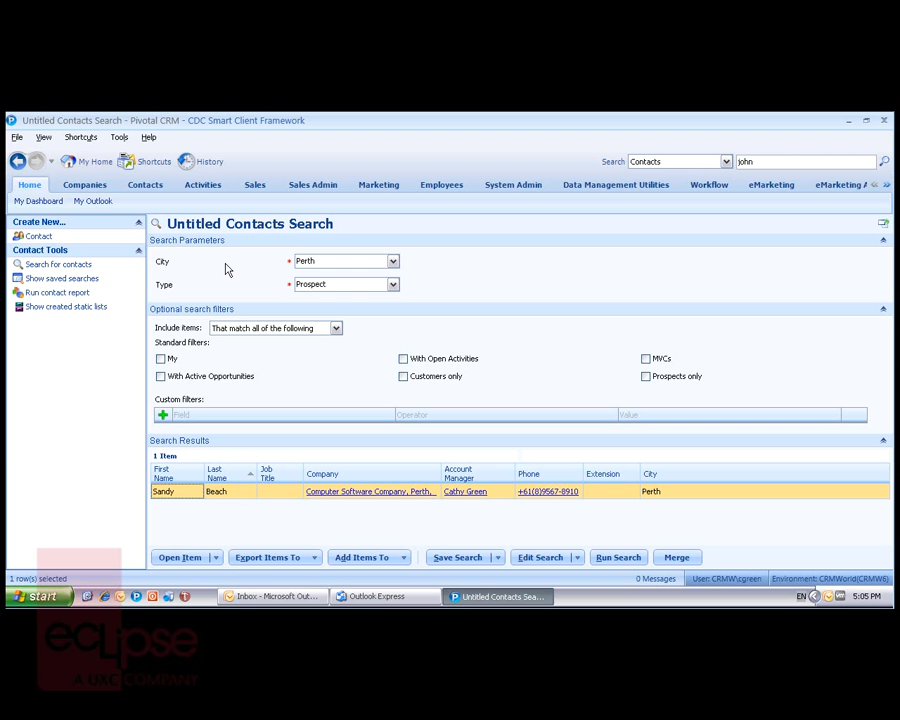 Untitled Contacts Search - Pivotal CRM - CDC Smart Client Framework
File View Shortcuts Tools Help
My Home Shortcuts History Search Contacts john
Home Companies Contacts Activities Sales Sales Admin Marketing Employees System Admin Data Management Utilities Workflow eMarketing eMarketing A
My Dashboard My Outlook
Create New...
Contact
Contact Tools
Search for contacts
Show saved searches
Run contact report
Show created static lists
Untitled Contacts Search
Search Parameters
City * Perth
Type * Prospect
Optional search filters
Include items: That match all of the following
Standard filters:
My With Open Activities MVCs
With Active Opportunities Customers only Prospects only
Custom filters:
Field Operator Value
Search Results
1 Item
First Name Last Name Job Title Company Account Manager Phone Extension City
Sandy Beach Computer Software Company, Perth, Cathy Green +61(8)9567-8910 Perth
Open Item Export Items To Add Items To Save Search Edit Search Run Search Merge
1 row(s) selected 0 Messages User: CRMW\cgreen Environment: CRMWorld(CRMW6)
start Inbox - Microsoft Out... Outlook Express Untitled Contacts Sea... EN 5:05 PM
eclipse
A UXC COMPANY